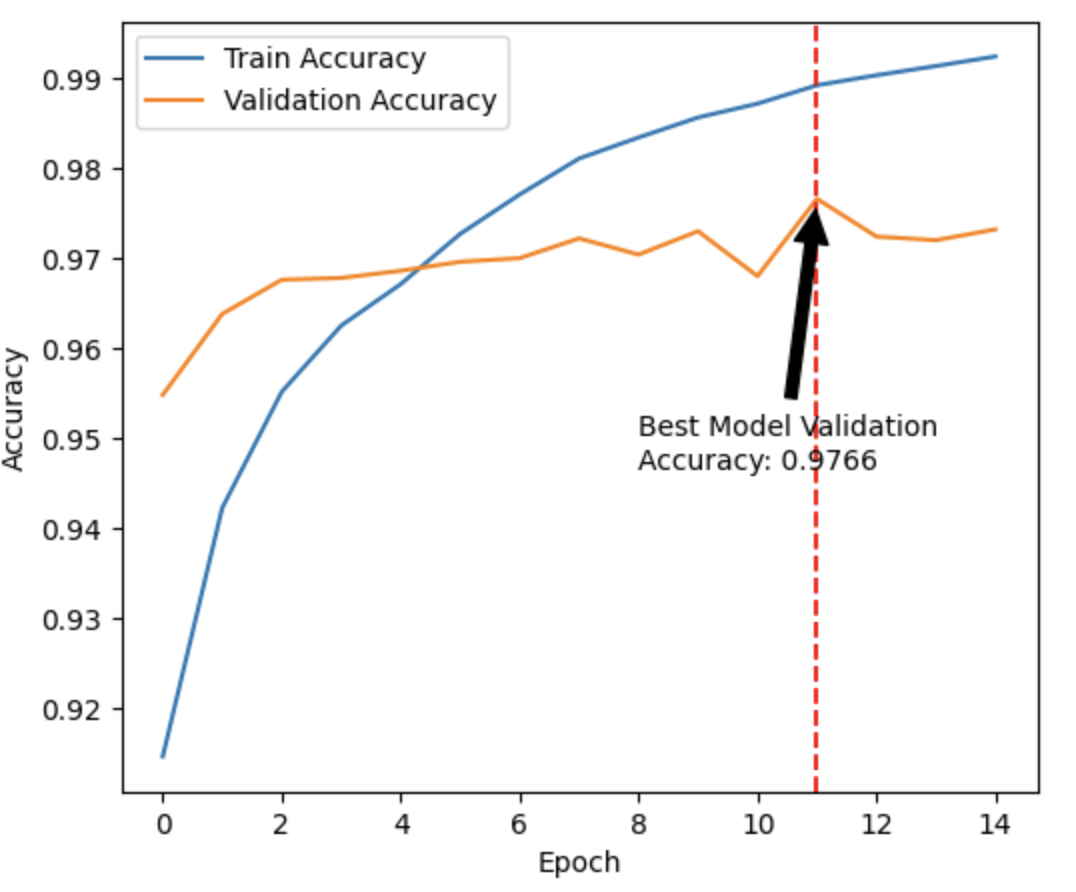 Train Accuracy
Validation Accuracy
0.99
0.98
0.97
0.96
0.95
0.94
0.93
0.92
Accuracy
Best Model Validation
Accuracy: 0.9766
0 2 4 6 8 10 12 14
Epoch